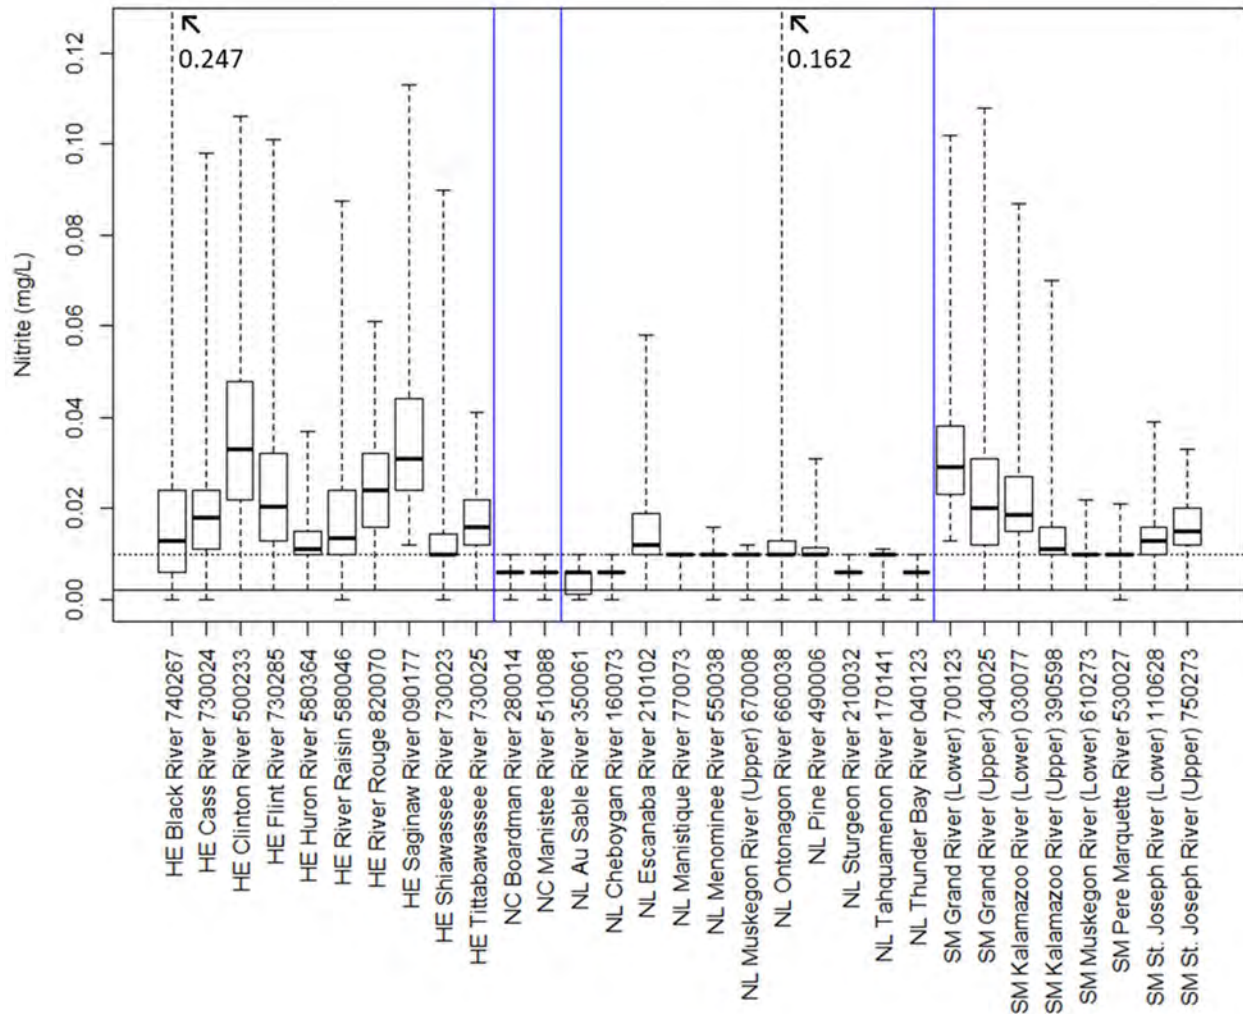 0.247
0.162
Nitrite (mg/L)
0.12
0.10
0.08
0.06
0.04
0.02
0.00
HE Black River 740267
HE Cass River 730024
HE Clinton River 500233
HE Flint River 730285
HE Huron River 580364
HE River Raisin 580046
HE River Rouge 820070
HE Saginaw River 090177
HE Shiawassee River 730023
HE Tittabawassee River 730025
NC Boardman River 280014
NC Manistee River 510088
NL Au Sable River 350061
NL Cheboygan River 160073
NL Escanaba River 210102
NL Manistique River 770073
NL Menominee River 550038
NL Muskegon River (Upper) 670008
NL Ontonagon River 660038
NL Pine River 490006
NL Sturgeon River 210032
NL Tahquamenon River 170141
NL Thunder Bay River 040123
SM Grand River (Lower) 700123
SM Grand River (Upper) 340025
SM Kalamazoo River (Lower) 030077
SM Kalamazoo River (Upper) 390598
SM Muskegon River (Lower) 610273
SM Pere Marquette River 530027
SM St. Joseph River (Lower) 110628
SM St. Joseph River (Upper) 750273